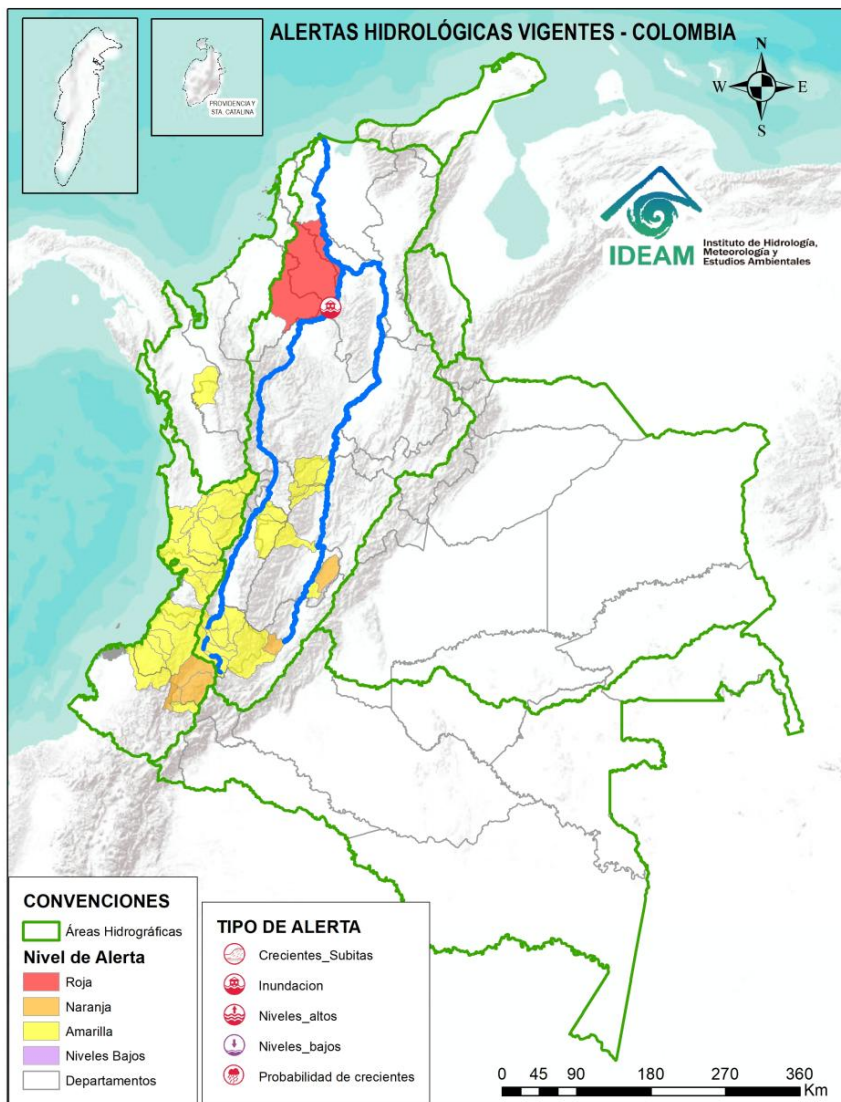 ALERTAS HIDROLÓGICAS VIGENTES - COLOMBIA
PROVIDENCIA Y
STA. CATALINA
N
W
E
S
IDEAM
Instituto de Hidrología,
Meteorología y
Estudios Ambientales
CONVENCIONES
Áreas Hidrográficas
Nivel de Alerta
Roja
Naranja
Amarilla
Niveles Bajos
Departamentos
TIPO DE ALERTA
Crecientes_Subitas
Inundacion
Niveles_altos
Niveles_bajos
Probabilidad de crecientes
0 45 90 180 270 360
Km